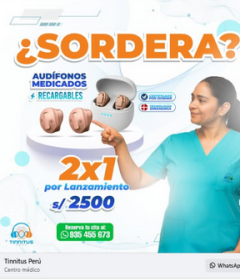 ¿SORDERA?
AUDÍFONOS
MEDICADOS
RECARGABLES
2x1
por Lanzamiento
s/ 2500
Reserva tu cita al
935 455 673
TINNITUS
Tinnitus Perú
Centro médico
WhatsApp